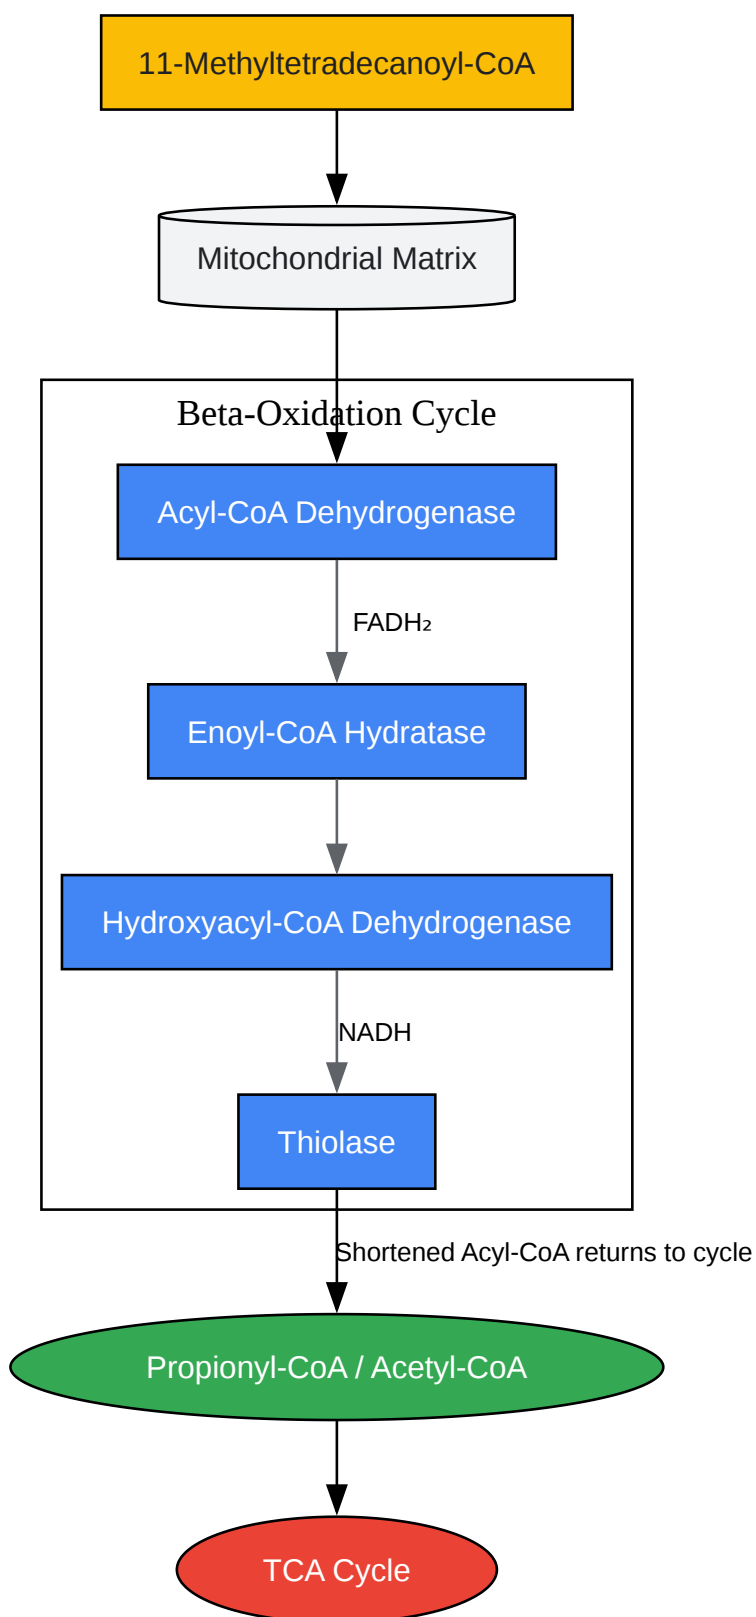 11-Methyltetradecanoyl-CoA
Mitochondrial Matrix
Beta-Oxidation Cycle
Acyl-CoA Dehydrogenase
FADH₂
Enoyl-CoA Hydratase
Hydroxyacyl-CoA Dehydrogenase
NADH
Thiolase
Shortened Acyl-CoA returns to cycle
Propionyl-CoA / Acetyl-CoA
TCA Cycle